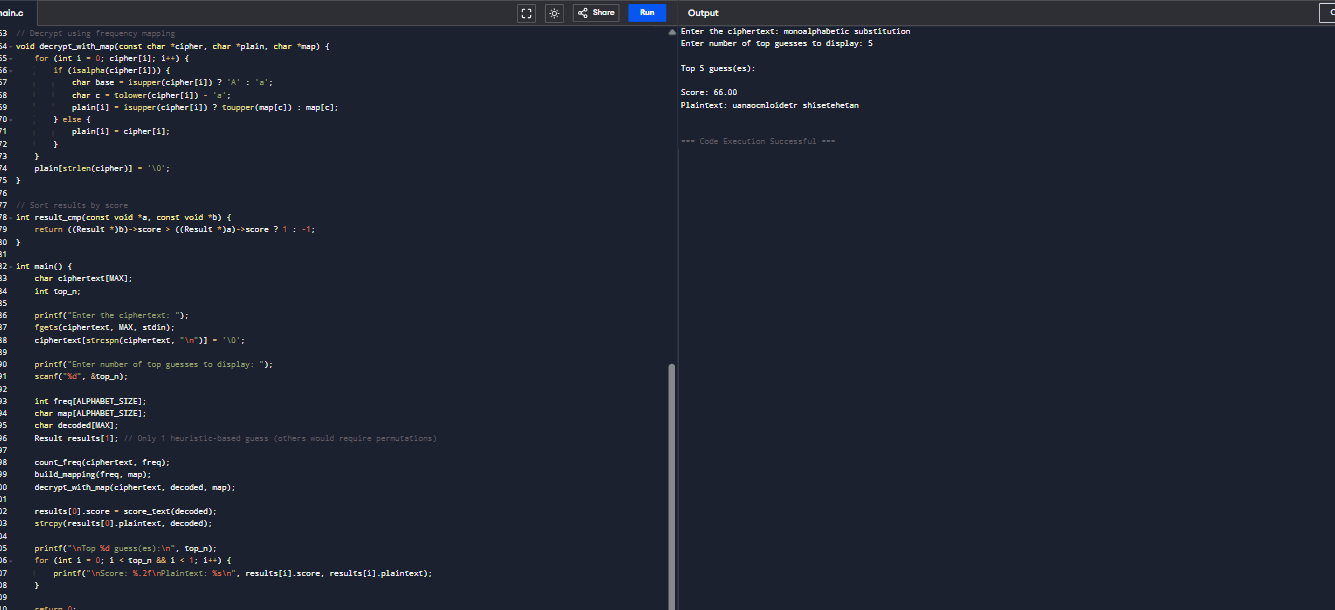 main.c
Share
Run
Output
53 // Decrypt using frequency mapping
54 void decrypt_with_map(const char *cipher, char *plain, char *map) {
58     for (int i = 0; cipher[i]; i++) {
56         if (isalpha(cipher[i])) {
57             char base = isupper(cipher[i]) ? 'A' : 'a';
58             char c = tolower(cipher[i]) - 'a';
59             plain[i] = isupper(cipher[i]) ? toupper(map[c]) : map[c];
70         } else {
71             plain[i] = cipher[i];
72         }
73     }
74     plain[strlen(cipher)] = '\0';
75 }
76
77 // Sort results by score
78 int result_cmp(const void *a, const void *b) {
79     return ((Result *)b)->score > ((Result *)a)->score ? 1 : -1;
80 }
81
82 int main() {
83     char ciphertext[MAX];
84     int top_n;
85
86     printf("Enter the ciphertext: ");
87     fgets(ciphertext, MAX, stdin);
88     ciphertext[strcspn(ciphertext, "\n")] = '\0';
89
90     printf("Enter number of top guesses to display: ");
91     scanf("%d", &top_n);
92
93     int freq[ALPHABET_SIZE];
94     char map[ALPHABET_SIZE];
95     char decoded[MAX];
96     Result results[1]; // Only 1 heuristic-based guess (others would require permutations)
97
98     count_freq(ciphertext, freq);
99     build_mapping(freq, map);
00     decrypt_with_map(ciphertext, decoded, map);
01
02     results[0].score = score_text(decoded);
03     strcpy(results[0].plaintext, decoded);
04
05     printf("\nTop %d guess(es):\n", top_n);
06     for (int i = 0; i < top_n && i < 1; i++) {
07         printf("\nScore: %.2f\nPlaintext: %s\n", results[i].score, results[i].plaintext);
08     }
09
10     return 0;
Enter the ciphertext: monoalphabetic substitution
Enter number of top guesses to display: 5
Top 5 guess(es):
Score: 66.00
Plaintext: uanaocmloidetr shisetehetan
=== Code Execution Successful ===